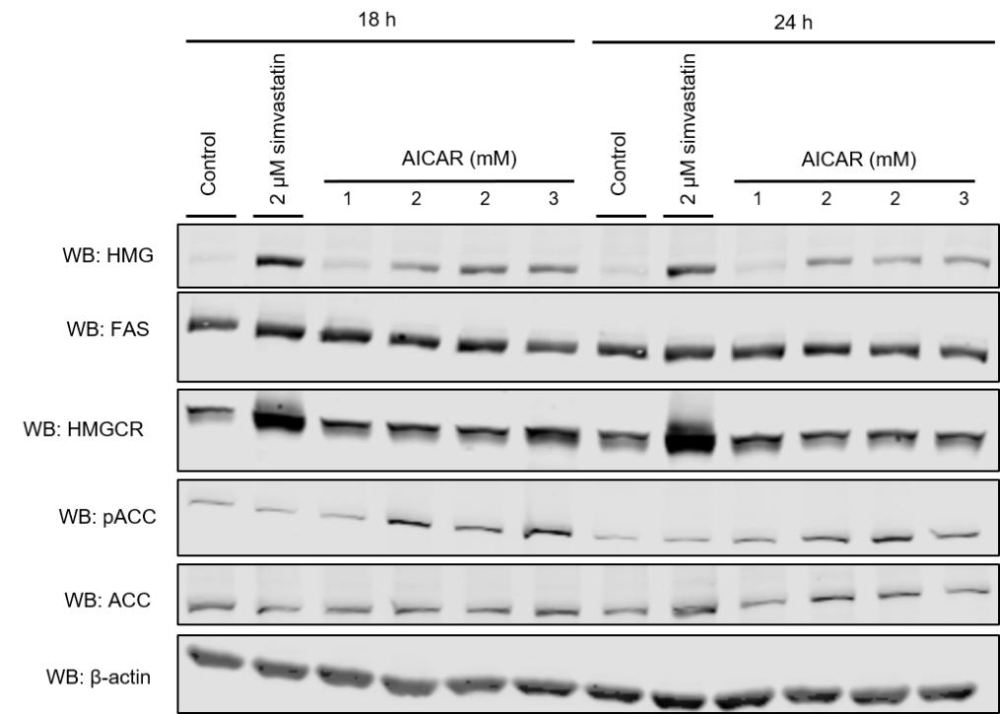 18 h
24 h
Control
2 µM simvastatin
AICAR (mM)
1 2 2 3
Control
2 µM simvastatin
AICAR (mM)
1 2 2 3
WB: HMG
WB: FAS
WB: HMGCR
WB: pACC
WB: ACC
WB: β-actin